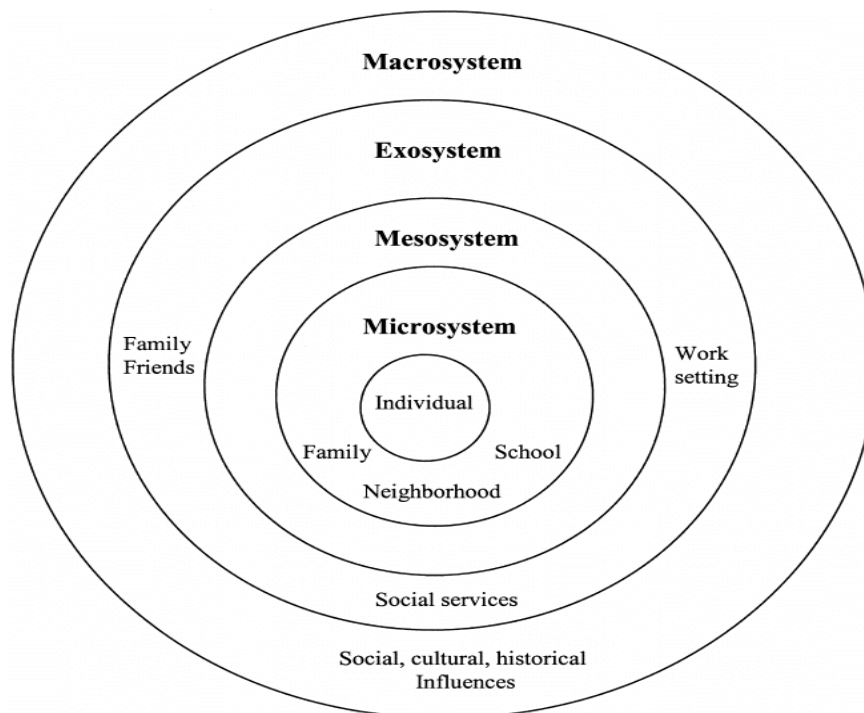 Macrosystem
Exosystem
Mesosystem
Microsystem
Family
Friends
Work
setting
Individual
Family
School
Neighborhood
Social services
Social, cultural, historical
Influences